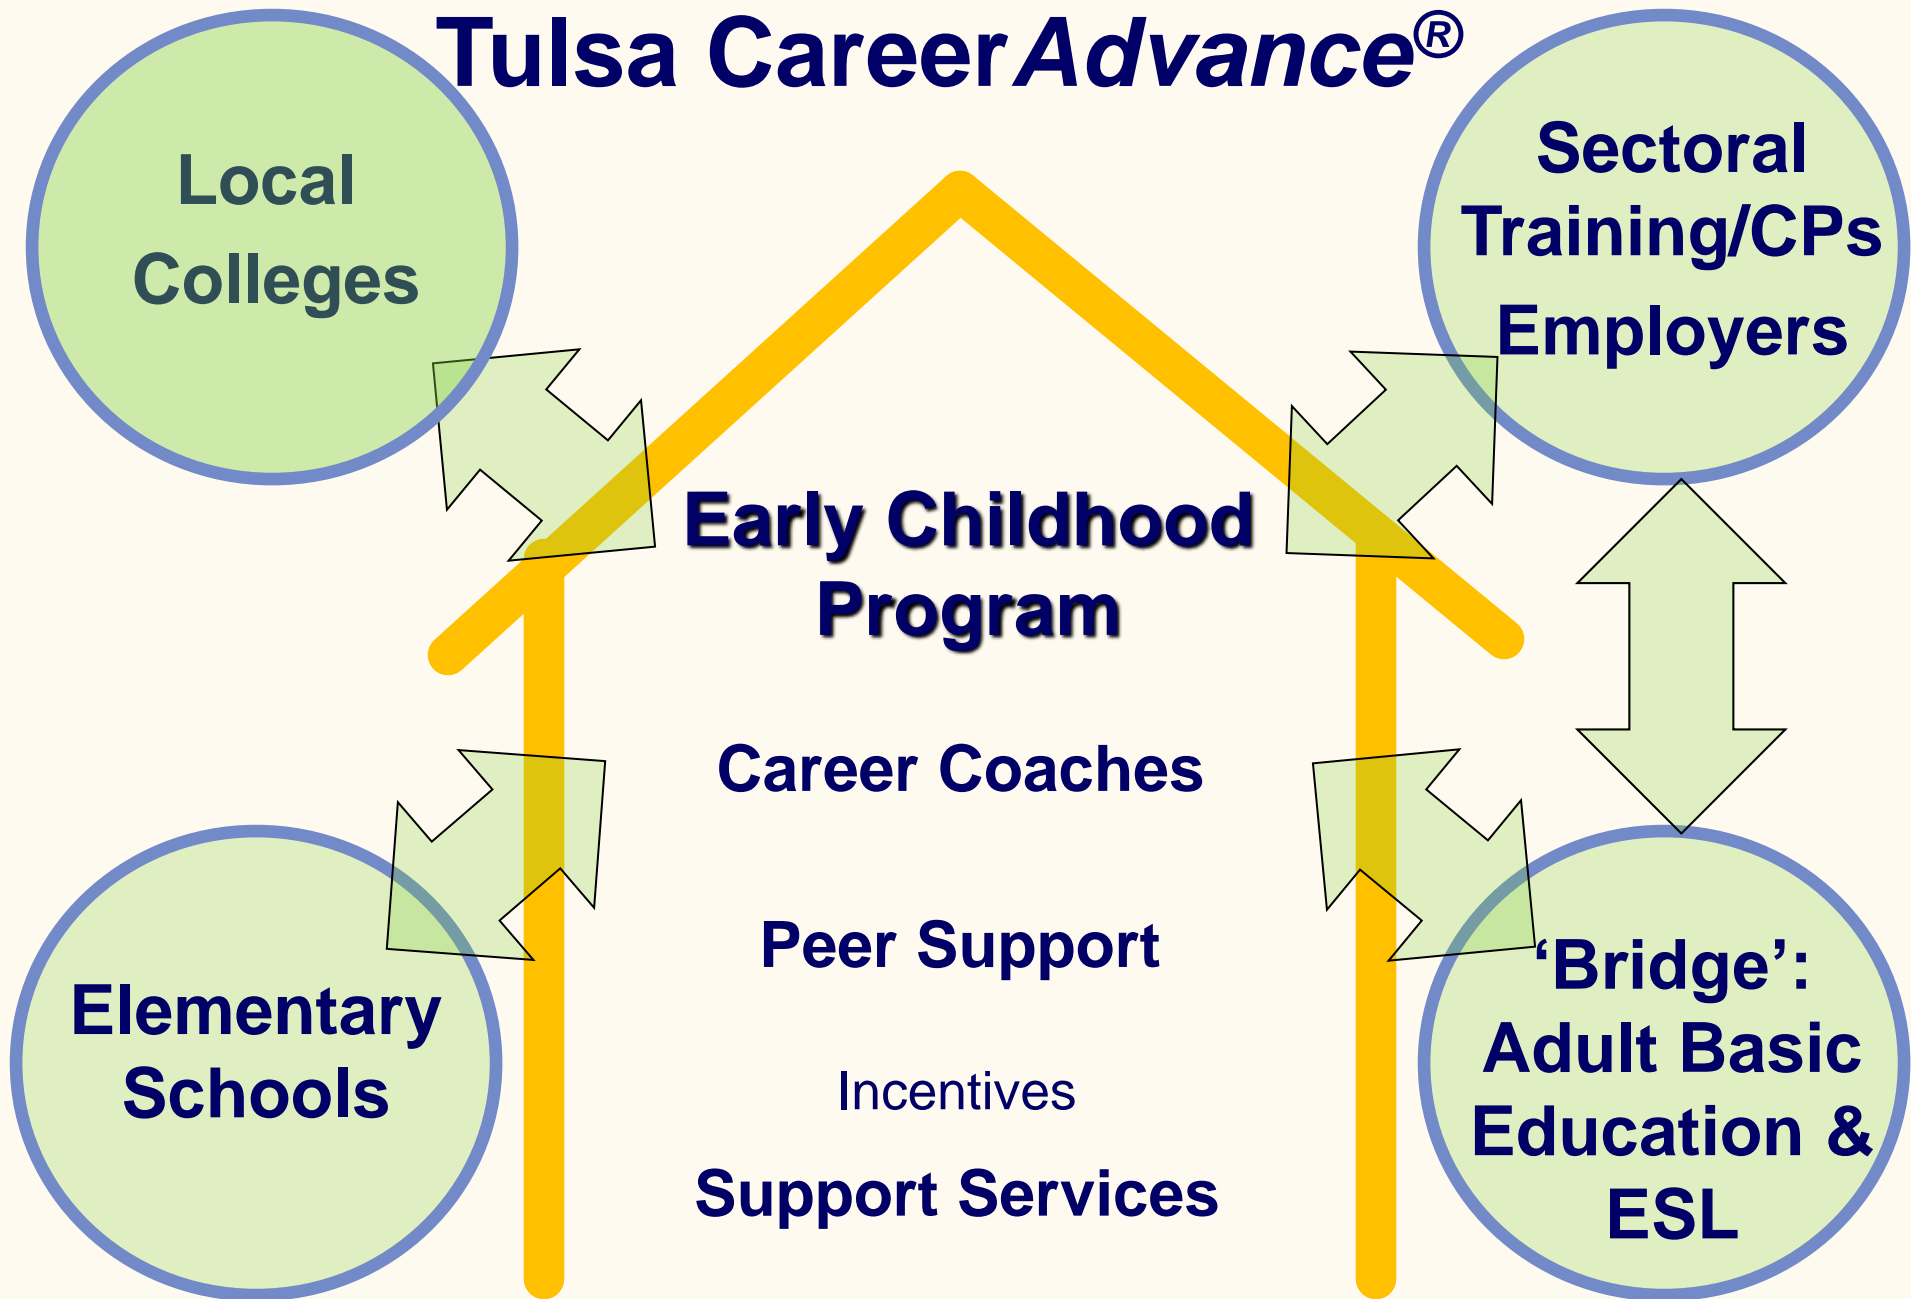 Tulsa CareerAdvance®
Local
Colleges
Sectoral
Training/CPs
Employers
Early Childhood
Program
Career Coaches
Peer Support
Incentives
Support Services
Elementary
Schools
‘Bridge’:
Adult Basic
Education &
ESL